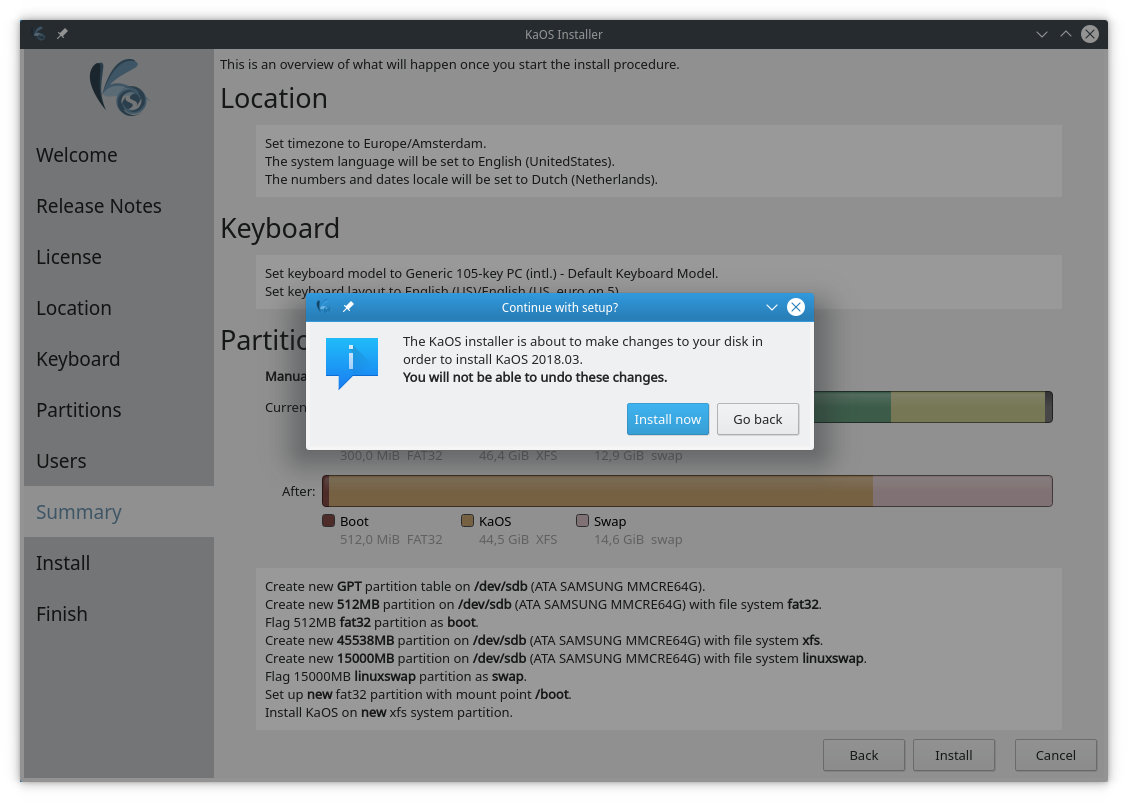 KaOS Installer
This is an overview of what will happen once you start the install procedure.
Location
Set timezone to Europe/Amsterdam.
The system language will be set to English (UnitedStates).
The numbers and dates locale will be set to Dutch (Netherlands).
Keyboard
Set keyboard model to Generic 105-key PC (intl.) - Default Keyboard Model.
Set keyboard layout to English (US)/English (US, euro on 5)
Welcome
Release Notes
License
Location
Keyboard
Partitions
Users
Summary
Install
Finish
Continue with setup?
The KaOS installer is about to make changes to your disk in
order to install KaOS 2018.03.
You will not be able to undo these changes.
Install now Go back
300,0 MiB FAT32 46,4 GiB XFS 12,9 GiB swap
After:
Boot KaOS Swap
512,0 MiB FAT32 44,5 GiB XFS 14,6 GiB swap
Create new GPT partition table on /dev/sdb (ATA SAMSUNG MMCRE64G).
Create new 512MB partition on /dev/sdb (ATA SAMSUNG MMCRE64G) with file system fat32.
Flag 512MB fat32 partition as boot.
Create new 45538MB partition on /dev/sdb (ATA SAMSUNG MMCRE64G) with file system xfs.
Create new 15000MB partition on /dev/sdb (ATA SAMSUNG MMCRE64G) with file system linuxswap.
Flag 15000MB linuxswap partition as swap.
Set up new fat32 partition with mount point /boot.
Install KaOS on new xfs system partition.
Back Install Cancel